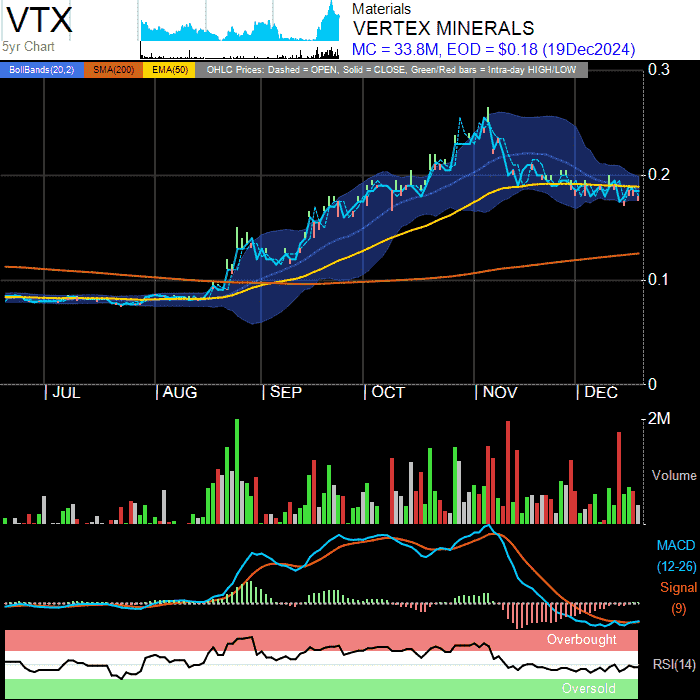 VTX
5yr Chart
Materials
VERTEX MINERALS
MC = 33.8M, EOD = $0.18 (19Dec2024)
BollBands(20,2) SMA(200) EMA(50) OHLC Prices: Dashed = OPEN, Solid = CLOSE, Green/Red bars = Intra-day HIGH/LOW
0.3
0.2
0.1
0
JUL AUG SEP OCT NOV DEC
2M
Volume
MACD
(12-26)
Signal
(9)
Overbought
RSI(14)
Oversold